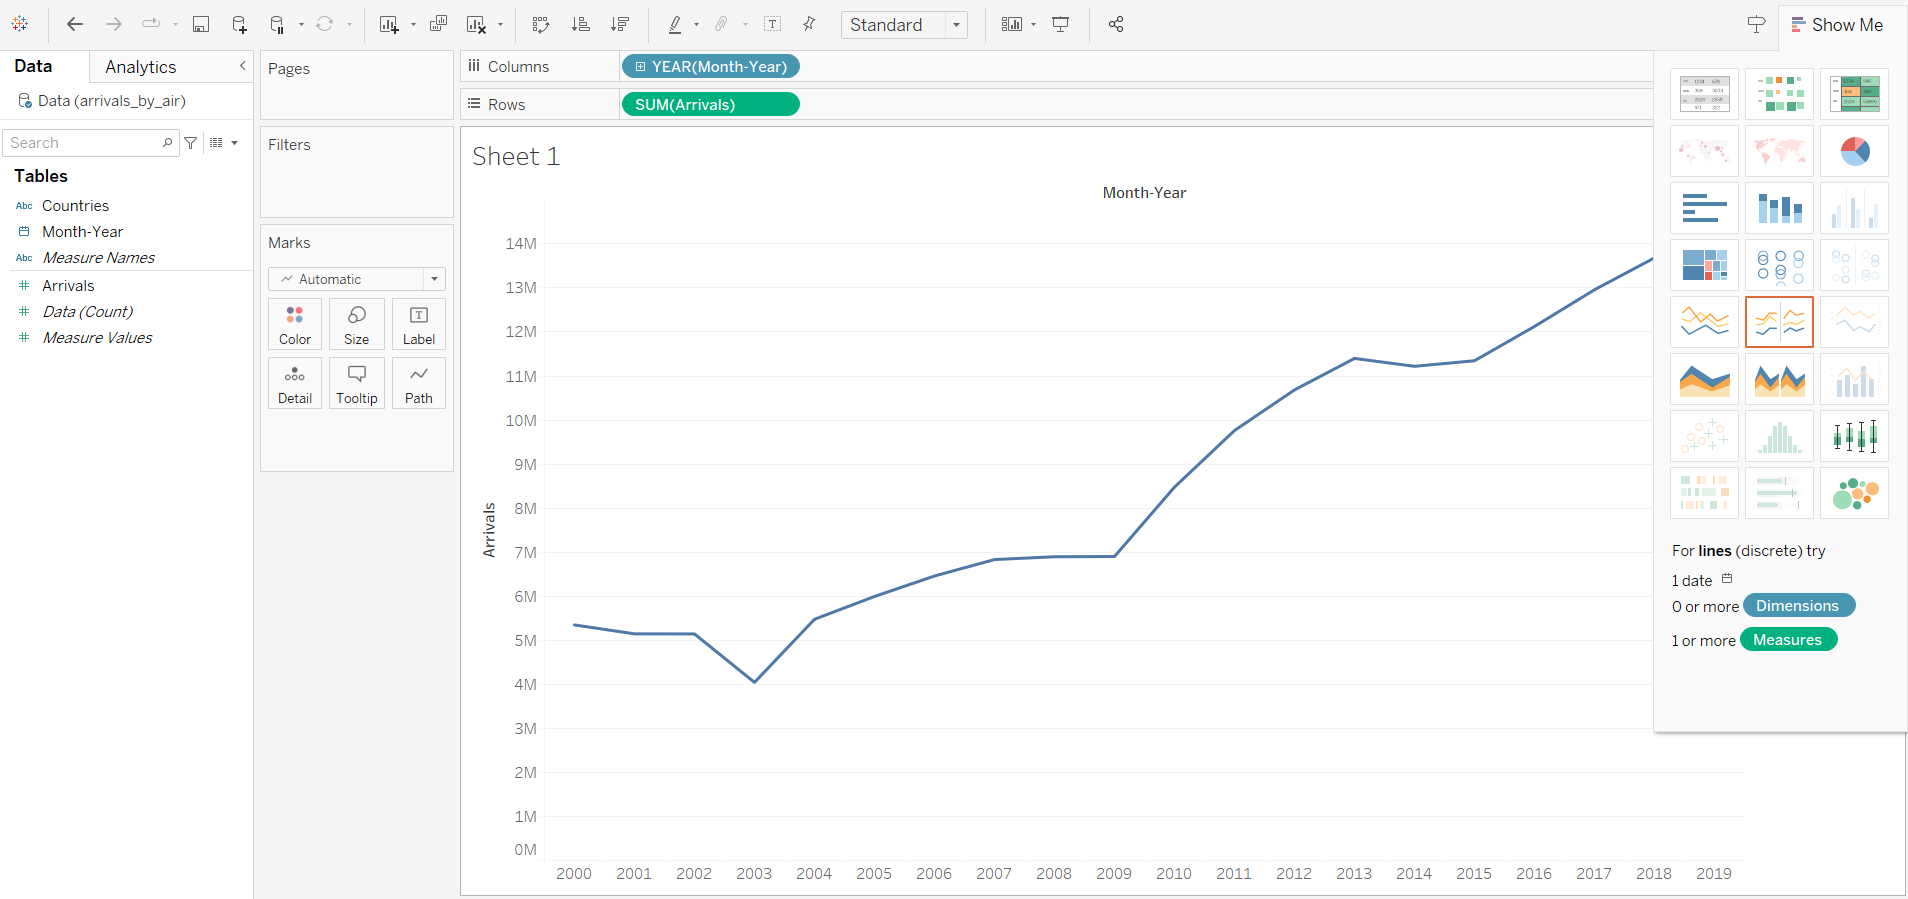 Standard
Show Me
Data
Analytics
Data (arrivals_by_air)
Search
Tables
Abc Countries
Month-Year
Abc Measure Names
Arrivals
Data (Count)
Measure Values
Pages
Filters
Marks
Automatic
Color
Size
Label
Detail
Tooltip
Path
Columns
YEAR(Month-Year)
Rows
SUM(Arrivals)
Sheet 1
Month-Year
14M
13M
12M
11M
10M
9M
8M
7M
6M
5M
4M
3M
2M
1M
0M
Arrivals
2000 2001 2002 2003 2004 2005 2006 2007 2008 2009 2010 2011 2012 2013 2014 2015 2016 2017 2018 2019
For lines (discrete) try
1 date
0 or more Dimensions
1 or more Measures